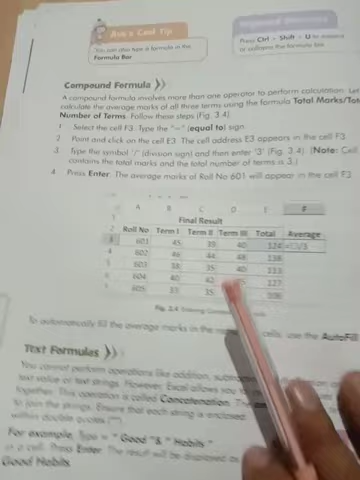 Ava's Cool Tip
You can also type a formula in the
Formula Bar
Press Ctrl + Shift + U to expand
or collapse the formula bar.
Compound Formula
A compound formula involves more than one operator to perform calculation. Let
calculate the average marks of all three terms using the formula Total Marks/Tot
Number of Terms. Follow these steps (Fig. 3.4)
1 Select the cell F3. Type the "=" (equal to) sign
2 Point and click on the cell E3. The cell address E3 appears in the cell F3.
3 Type the symbol '/' (division sign) and then enter '3' (Fig. 3.4) (Note: Cell
contains the total marks and the total number of terms is 3.)
4 Press Enter. The average marks of Roll No 601 will appear in the cell F3
A B C D E F
1 Final Result
2 Roll No Term I Term II Term III Total Average
3 601 45 39 40 124 =E3/3
602 46 44 48 138
603 38 35 40 113
604 40 42 127
605 33 35 106
Fig. 3.4
To automatically fill the average marks in the cells, use the AutoFill
Text Formulas
You cannot perform operations like addition, on
text value or text strings. However, Excel allows you
together. This operation is called Concatenation. The
to join the strings. Ensure that each string is enclosed
within double quotes ("")
For example, Type = " Good "& " Habits "
in a cell. Press Enter. The result will be displayed as
Good Habits.